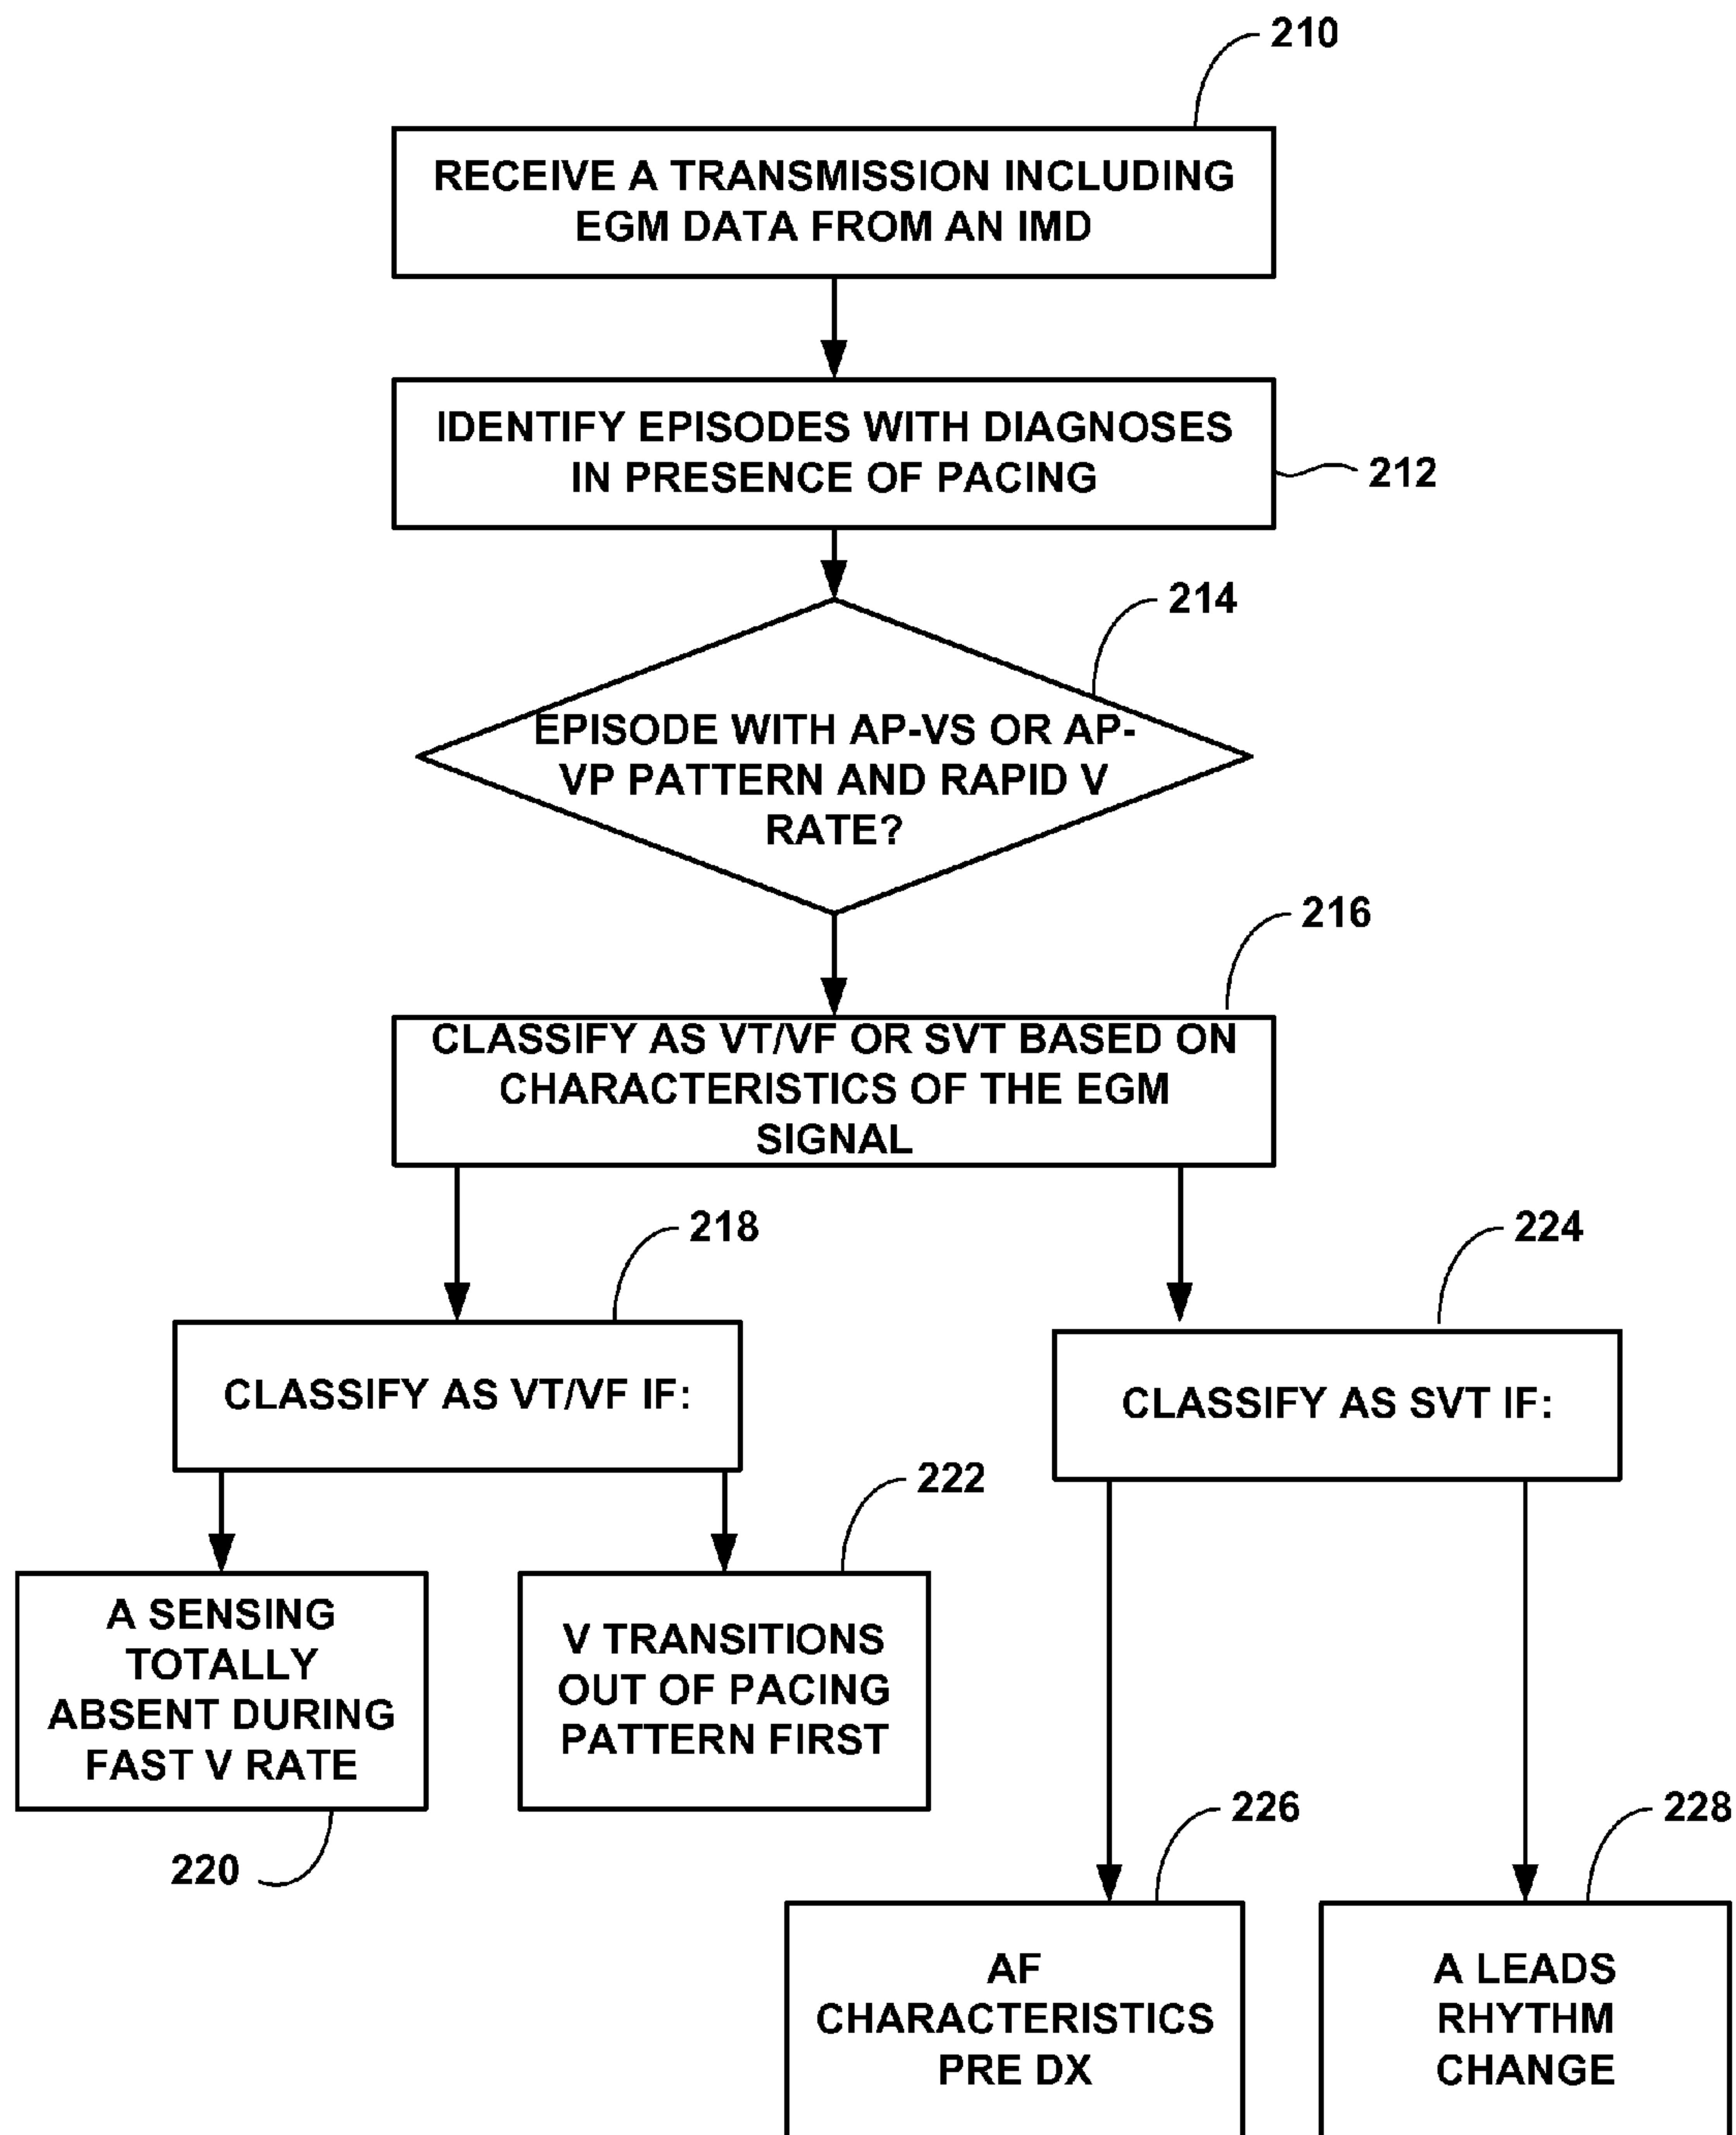 210
RECEIVE A TRANSMISSION INCLUDING
EGM DATA FROM AN IMD
IDENTIFY EPISODES WITH DIAGNOSES
IN PRESENCE OF PACING
212
214
EPISODE WITH AP-VS OR AP-
VP PATTERN AND RAPID V
RATE?
216
CLASSIFY AS VT/VF OR SVT BASED ON
CHARACTERISTICS OF THE EGM
SIGNAL
218
224
CLASSIFY AS VT/VF IF:
CLASSIFY AS SVT IF:
222
A SENSING
TOTALLY
ABSENT DURING
FAST V RATE
V TRANSITIONS
OUT OF PACING
PATTERN FIRST
220
226
228
AF
CHARACTERISTICS
PRE DX
A LEADS
RHYTHM
CHANGE